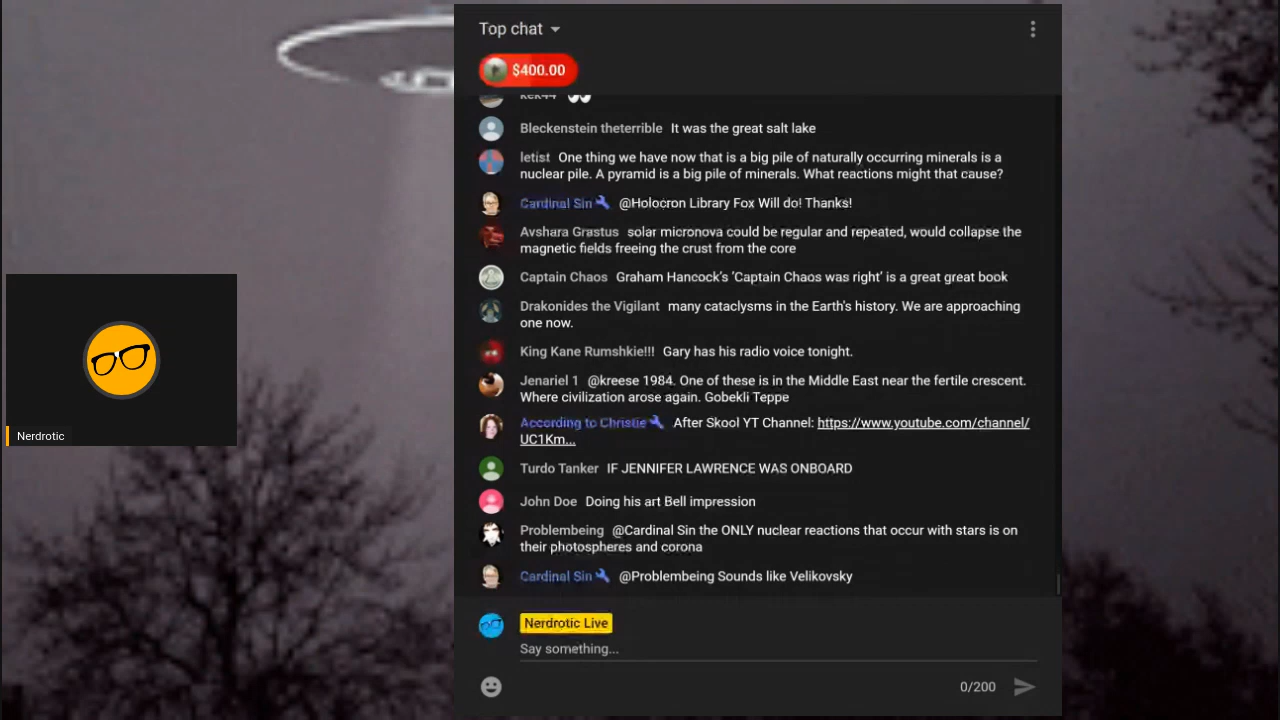 Top chat
$400.00
kek44
Bleckenstein theterrible It was the great salt lake
letist One thing we have now that is a big pile of naturally occurring minerals is a
nuclear pile. A pyramid is a big pile of minerals. What reactions might that cause?
Cardinal Sin @Holocron Library Fox Will do! Thanks!
Avshara Grastus solar micronova could be regular and repeated, would collapse the
magnetic fields freeing the crust from the core
Captain Chaos Graham Hancock's 'Captain Chaos was right' is a great great book
Drakonides the Vigilant many cataclysms in the Earth's history. We are approaching
one now.
King Kane Rumshkie!!! Gary has his radio voice tonight.
Jenariel 1 @kreese 1984. One of these is in the Middle East near the fertile crescent.
Where civilization arose again. Gobekli Teppe
According to Christie After Skool YT Channel: https://www.youtube.com/channel/
UC1Km...
Turdo Tanker IF JENNIFER LAWRENCE WAS ONBOARD
John Doe Doing his art Bell impression
Problembeing @Cardinal Sin the ONLY nuclear reactions that occur with stars is on
their photospheres and corona
Cardinal Sin @Problembeing Sounds like Velikovsky
Nerdrotic Live
Say something...
0/200
Nerdrotic